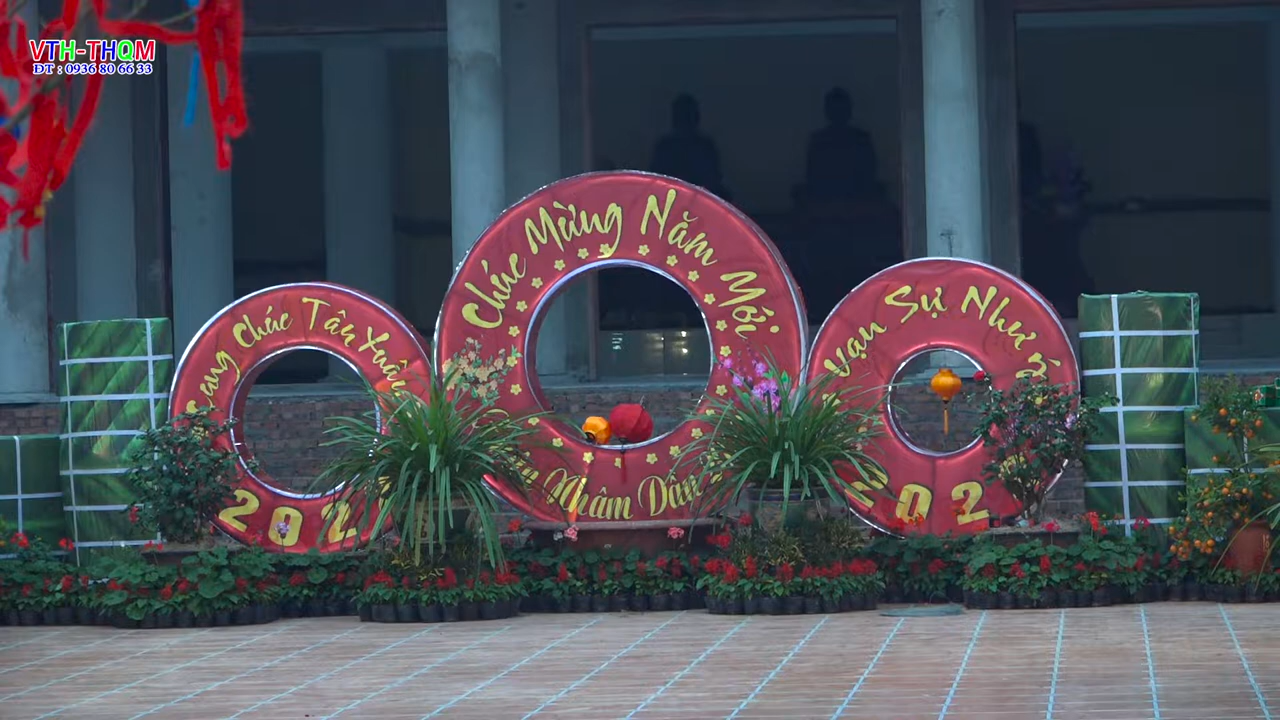 VTH-THQM
ĐT : 0936 80 66 33
Cung Chúc Tân Xuân
202
Chúc Mừng Năm Mới
Nhâm Dần
Vạn Sự Như
202